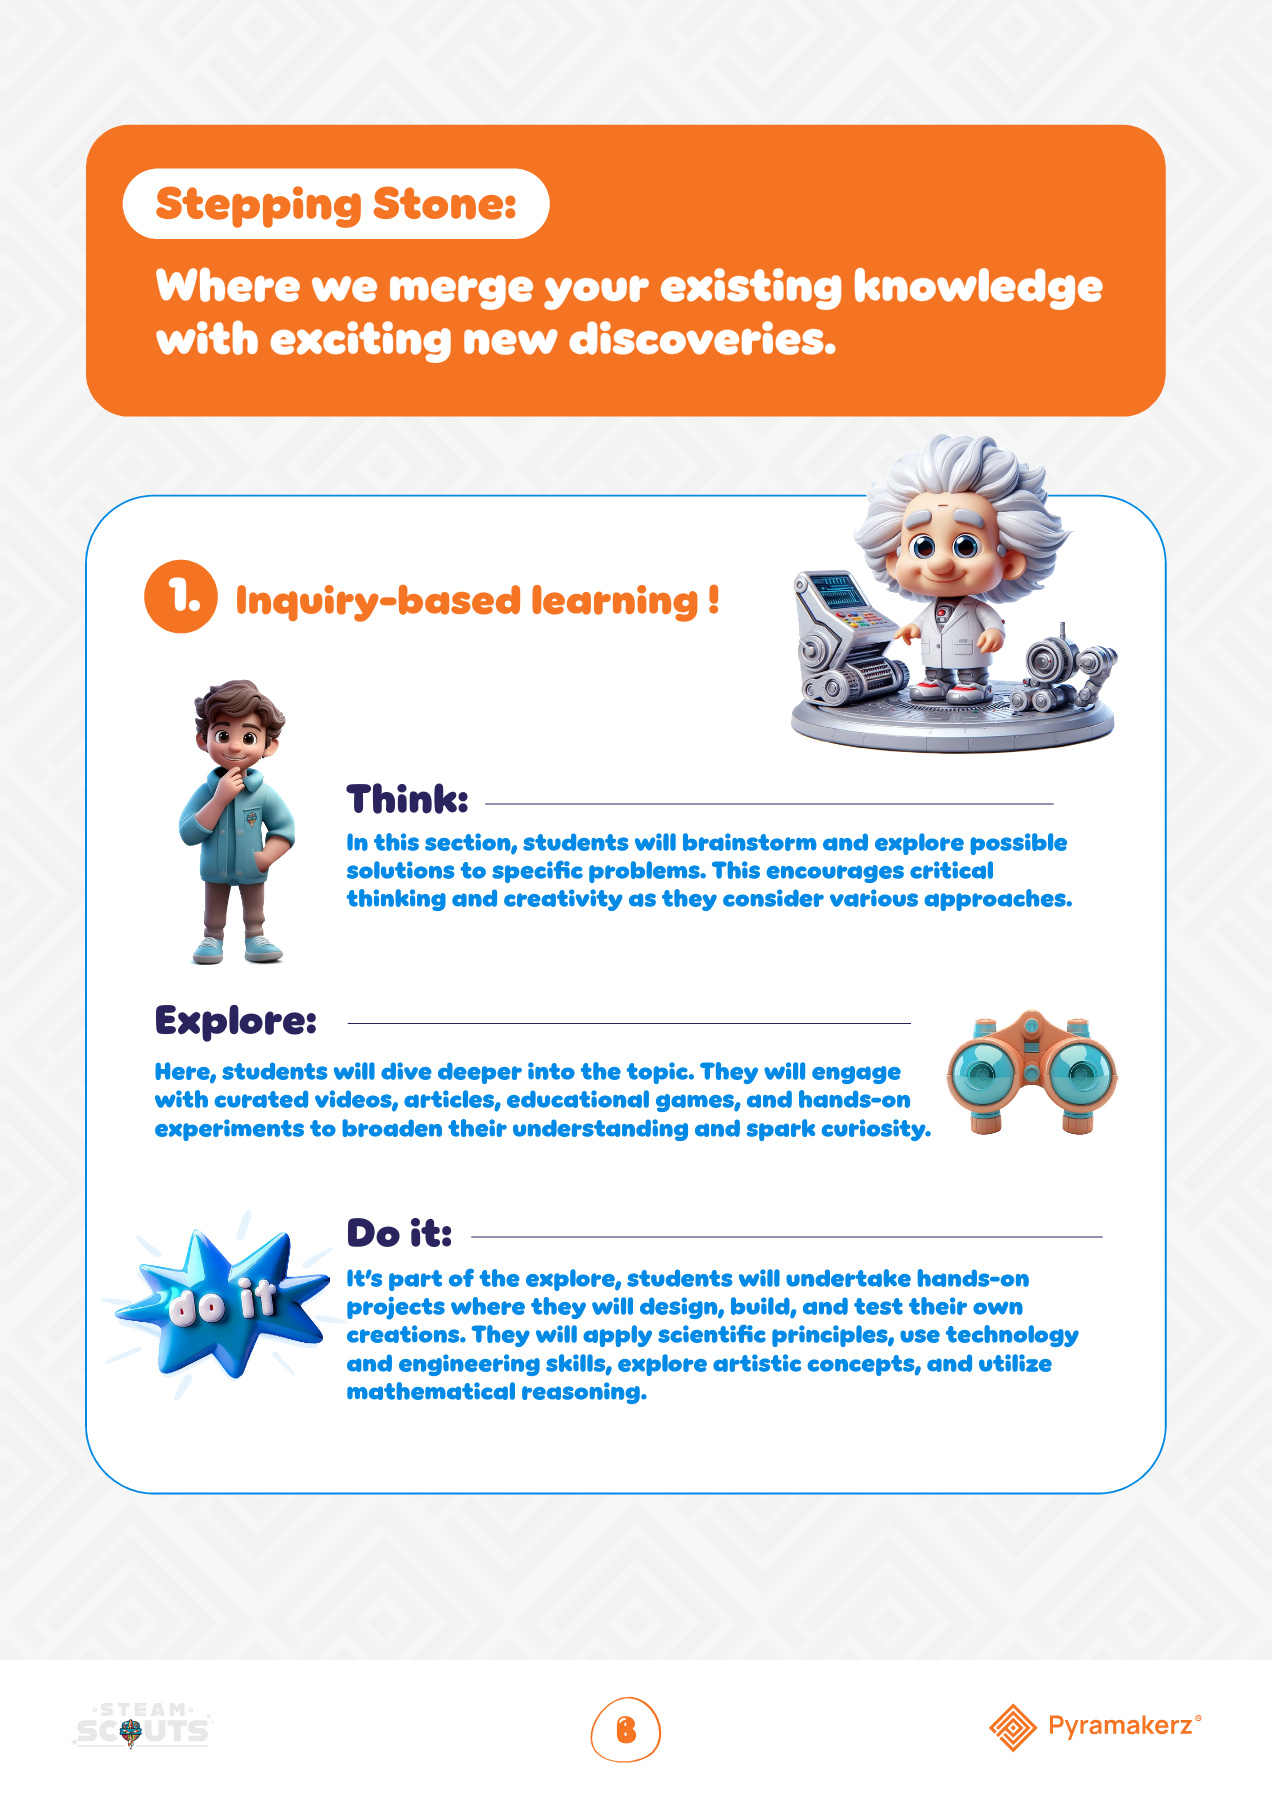 Stepping Stone:
Where we merge your existing knowledge
with exciting new discoveries.
1. Inquiry-based learning !
Think:
In this section, students will brainstorm and explore possible
solutions to specific problems. This encourages critical
thinking and creativity as they consider various approaches.
Explore:
Here, students will dive deeper into the topic. They will engage
with curated videos, articles, educational games, and hands-on
experiments to broaden their understanding and spark curiosity.
do it
Do it:
It's part of the explore, students will undertake hands-on
projects where they will design, build, and test their own
creations. They will apply scientific principles, use technology
and engineering skills, explore artistic concepts, and utilize
mathematical reasoning.
STEAM
SCOUTS
Pyramakerz